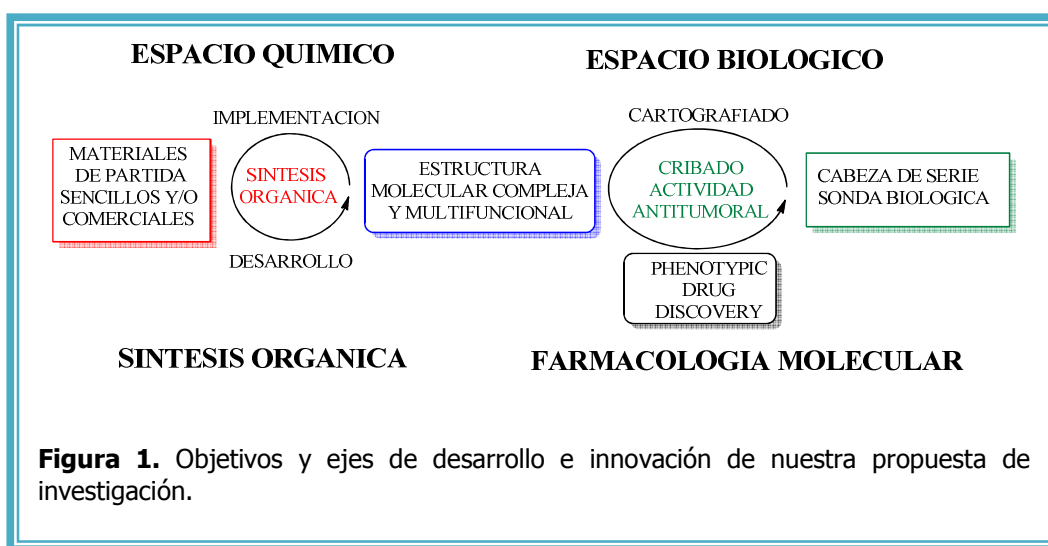 ESPACIO QUIMICO
ESPACIO BIOLOGICO
IMPLEMENTACION
CARTOGRAFIADO
MATERIALES
DE PARTIDA
SENCILLOS Y/O
COMERCIALES
SINTESIS
ORGANICA
ESTRUCTURA
MOLECULAR COMPLEJA
Y MULTIFUNCIONAL
CRIBADO
ACTIVIDAD
ANTITUMORAL
CABEZA DE SERIE
SONDA BIOLOGICA
DESARROLLO
PHENOTYPIC
DRUG
DISCOVERY
SINTESIS ORGANICA
FARMACOLOGIA MOLECULAR
Figura 1. Objetivos y ejes de desarrollo e innovación de nuestra propuesta de
investigación.